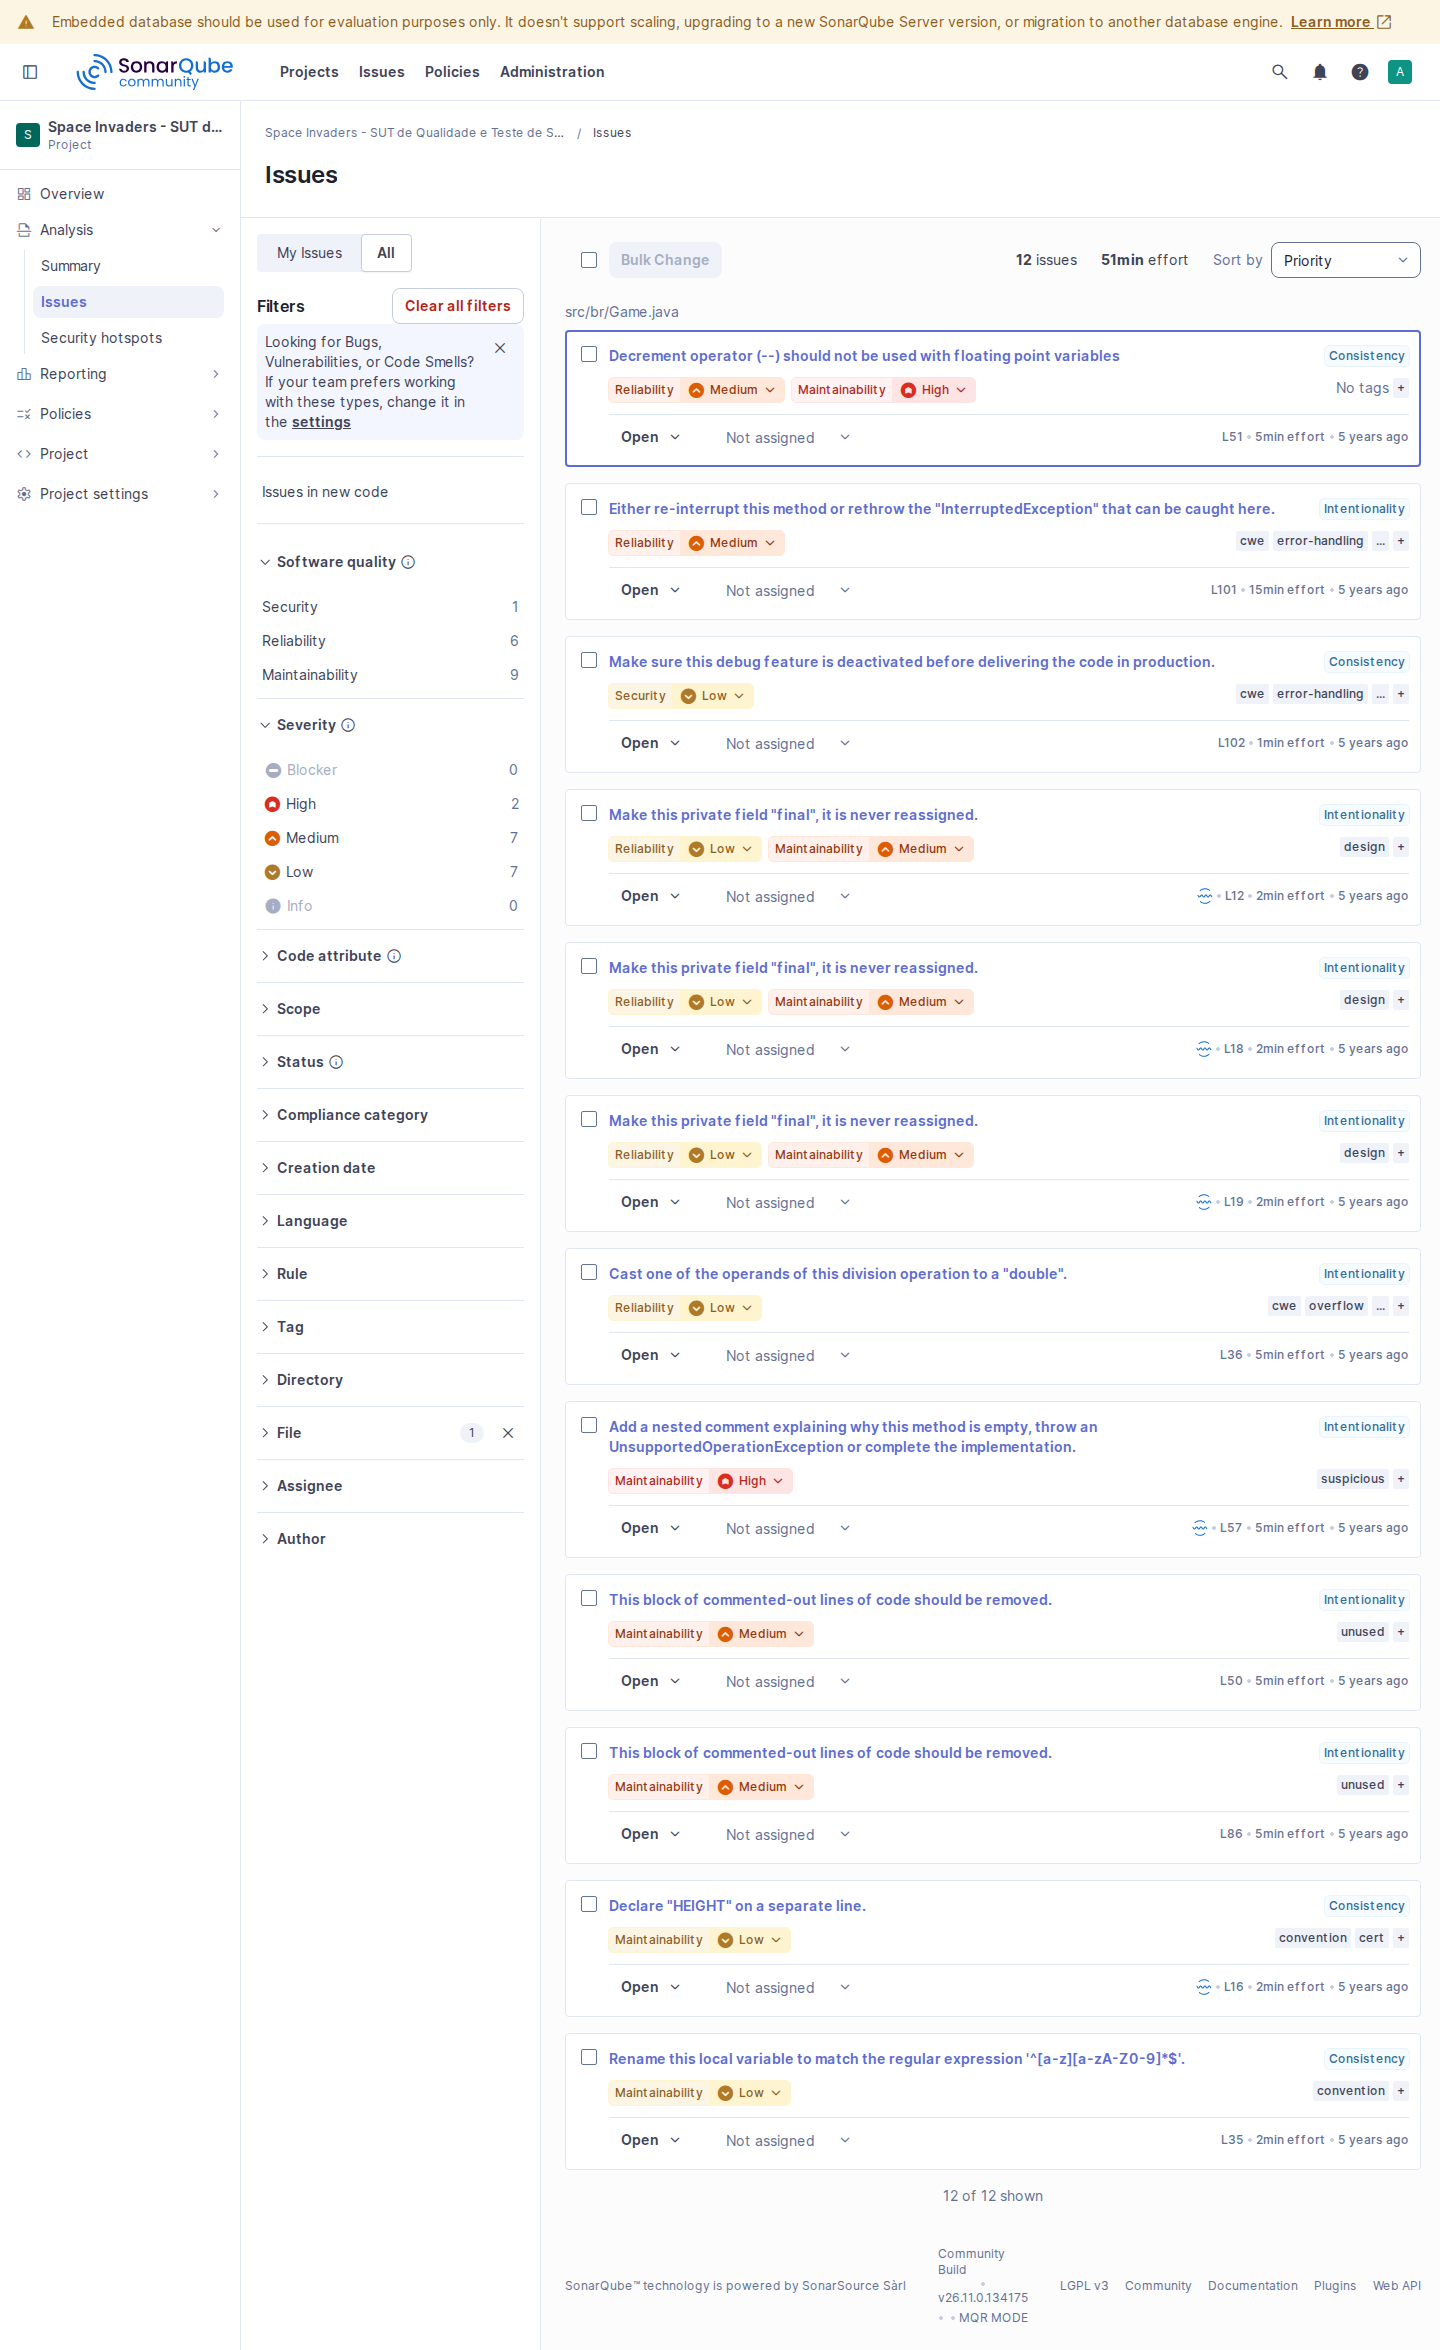 Embedded database should be used for evaluation purposes only. It doesn't support scaling, upgrading to a new SonarQube Server version, or migration to another database engine. Learn more
SonarQube community
Projects Issues Policies Administration
A
S
Space Invaders - SUT d...
Project
Overview
Analysis
Summary
Issues
Security hotspots
Reporting
Policies
Project
Project settings
Space Invaders - SUT de Qualidade e Teste de S... / Issues
Issues
My Issues All
Filters
Clear all filters
Looking for Bugs,
Vulnerabilities, or Code Smells?
If your team prefers working
with these types, change it in
the settings
Issues in new code
Software quality
Security 1
Reliability 6
Maintainability 9
Severity
Blocker 0
High 2
Medium 7
Low 7
Info 0
Code attribute
Scope
Status
Compliance category
Creation date
Language
Rule
Tag
Directory
File 1
Assignee
Author
Bulk Change
12 issues 51min effort Sort by Priority
src/br/Game.java
Decrement operator (--) should not be used with floating point variables Consistency
Reliability Medium Maintainability High No tags +
Open Not assigned L51 • 5min effort • 5 years ago
Either re-interrupt this method or rethrow the "InterruptedException" that can be caught here. Intentionality
Reliability Medium cwe error-handling ... +
Open Not assigned L101 • 15min effort • 5 years ago
Make sure this debug feature is deactivated before delivering the code in production. Consistency
Security Low cwe error-handling ... +
Open Not assigned L102 • 1min effort • 5 years ago
Make this private field "final", it is never reassigned. Intentionality
Reliability Low Maintainability Medium design +
Open Not assigned • L12 • 2min effort • 5 years ago
Make this private field "final", it is never reassigned. Intentionality
Reliability Low Maintainability Medium design +
Open Not assigned • L18 • 2min effort • 5 years ago
Make this private field "final", it is never reassigned. Intentionality
Reliability Low Maintainability Medium design +
Open Not assigned • L19 • 2min effort • 5 years ago
Cast one of the operands of this division operation to a "double". Intentionality
Reliability Low cwe overflow ... +
Open Not assigned L36 • 5min effort • 5 years ago
Add a nested comment explaining why this method is empty, throw an Intentionality
UnsupportedOperationException or complete the implementation.
Maintainability High suspicious +
Open Not assigned • L57 • 5min effort • 5 years ago
This block of commented-out lines of code should be removed. Intentionality
Maintainability Medium unused +
Open Not assigned L50 • 5min effort • 5 years ago
This block of commented-out lines of code should be removed. Intentionality
Maintainability Medium unused +
Open Not assigned L86 • 5min effort • 5 years ago
Declare "HEIGHT" on a separate line. Consistency
Maintainability Low convention cert +
Open Not assigned • L16 • 2min effort • 5 years ago
Rename this local variable to match the regular expression '^[a-z][a-zA-Z0-9]*$'. Consistency
Maintainability Low convention +
Open Not assigned L35 • 2min effort • 5 years ago
12 of 12 shown
SonarQube™ technology is powered by SonarSource Sàrl
Community
Build
•
v26.11.0.134175
• • MQR MODE
LGPL v3 Community Documentation Plugins Web API